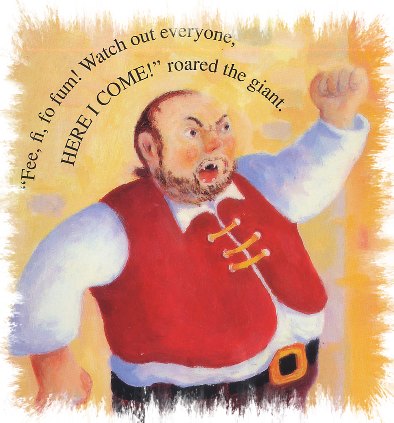 “Fee, fi, fo fum! Watch out everyone,
HERE I COME!” roared the giant.